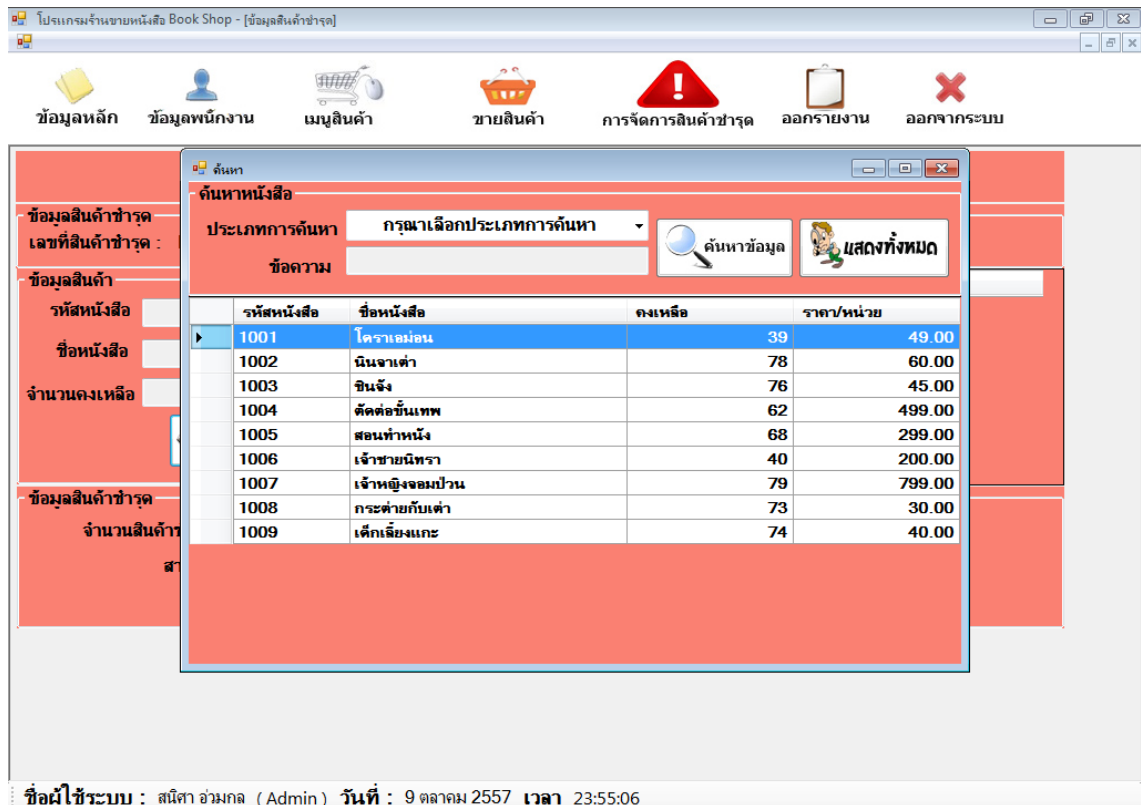 โปรแกรมร้านขายหนังสือ Book Shop - [ข้อมูลสินค้าชำรุด]
ข้อมูลหลัก ข้อมูลพนักงาน เมนูสินค้า ขายสินค้า การจัดการสินค้าชำรุด ออกรายงาน ออกจากระบบ
ค้นหา
ค้นหาหนังสือ
ประเภทการค้นหา กรุณาเลือกประเภทการค้นหา ค้นหาข้อมูล แสดงทั้งหมด
ข้อความ
ข้อมูลสินค้าชำรุด
เลขที่สินค้าชำรุด :
ข้อมูลสินค้า
รหัสหนังสือ
ชื่อหนังสือ
จำนวนคงเหลือ
รหัสหนังสือ ชื่อหนังสือ คงเหลือ ราคา/หน่วย
1001 โดราเอม่อน 39 49.00
1002 นินจาเต่า 78 60.00
1003 ชินจัง 76 45.00
1004 ตัดต่อขั้นเทพ 62 499.00
1005 สอนทำหนัง 68 299.00
1006 เจ้าชายนิทรา 40 200.00
1007 เจ้าหญิงจอมป่วน 79 799.00
1008 กระต่ายกับเต่า 73 30.00
1009 เด็กเลี้ยงแกะ 74 40.00
ข้อมูลสินค้าชำรุด
จำนวนสินค้า
ชื่อผู้ใช้ระบบ : สนิศา อ่วมกล ( Admin ) วันที่ : 9 ตุลาคม 2557 เวลา 23:55:06